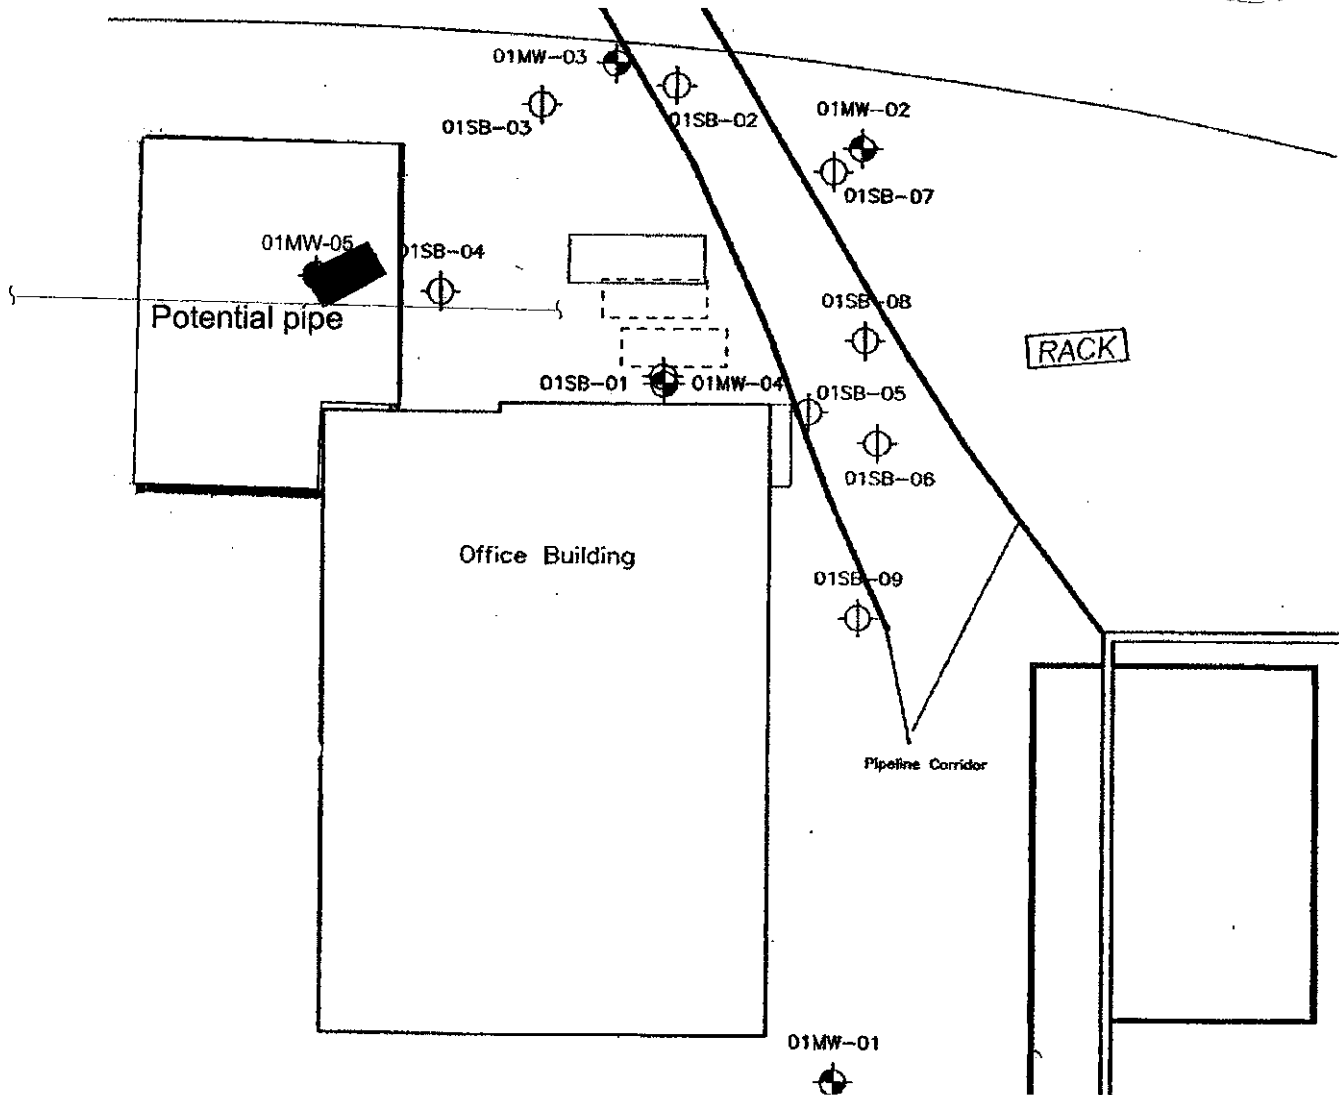 01MW-03
01SB-03
01SB-02
01MW-02
01SB-07
01MW-05
01SB-04
Potential pipe
01SB-08
RACK
01SB-01
01MW-04
01SB-05
01SB-06
Office Building
01SB-09
Pipeline Corridor
01MW-01